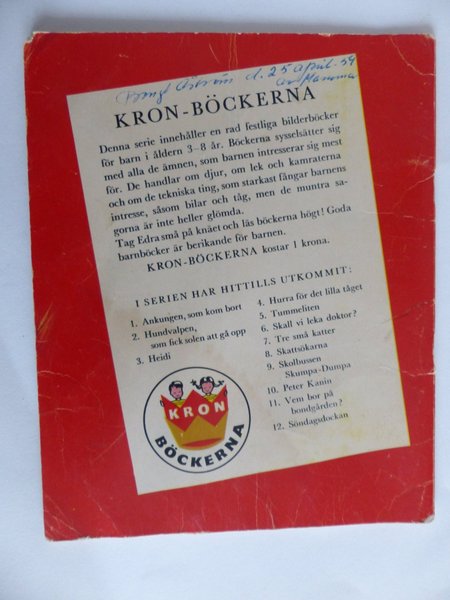 d. 25 april. 59
av Mamma
KRON-BÖCKERNA
Denna serie innehåller en rad festliga bilderböcker
för barn i åldern 3–8 år. Böckerna sysselsätter sig
med alla de ämnen, som barnen intresserar sig mest
för. De handlar om djur, om lek och kamraterna
och om de tekniska ting, som starkast fångar barnens
intresse, såsom bilar och tåg, men de muntra sa-
gorna är inte heller glömda.
Tag Edra små på knäet och läs böckerna högt! Goda
barnböcker är berikande för barnen.
KRON-BÖCKERNA kostar 1 krona.
I SERIEN HAR HITTILLS UTKOMMIT:
1. Ankungen, som kom bort
2. Hundvalpen,
som fick solen att gå opp
3. Heidi
4. Hurra för det lilla tåget
5. Tummeliten
6. Skall vi leka doktor?
7. Tre små katter
8. Skattsökarna
9. Skolbussen
Skumpa-Dumpa
10. Peter Kanin
11. Vem bor på
bondgården?
12. Söndagsdockan
KRON
BÖCKERNA